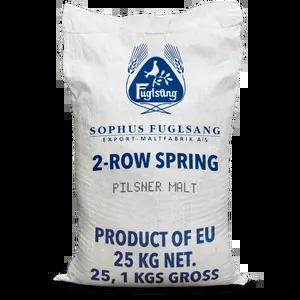 Fuglsang
SOPHUS FUGLSANG
EXPORT-MALTFABRIK A/S
2-ROW SPRING
PILSNER MALT
PRODUCT OF EU
25 KG NET.
25,1 KGS GROSS